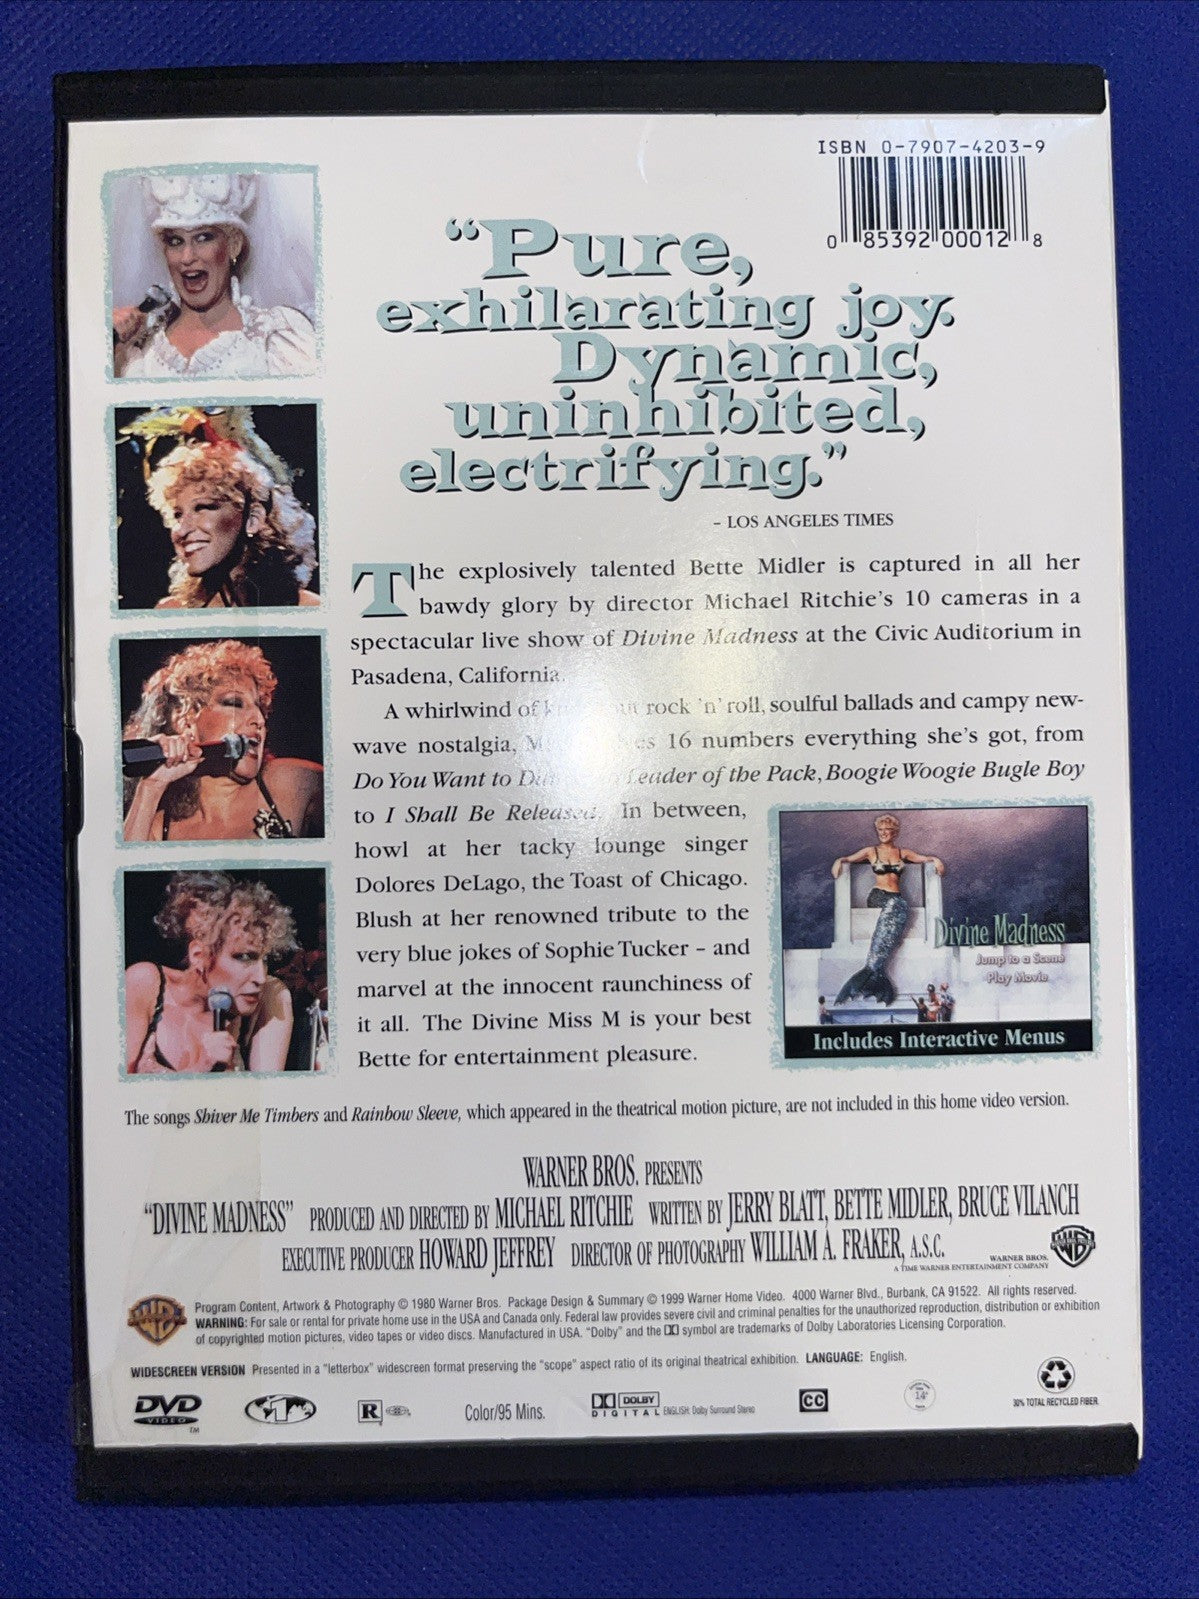 ISBN 0-7907-4203-9
0 85392 00012 8
"Pure,
exhilarating joy.
Dynamic,
uninhibited,
electrifying."
– LOS ANGELES TIMES
The explosively talented Bette Midler is captured in all her
bawdy glory by director Michael Ritchie's 10 cameras in a
spectacular live show of Divine Madness at the Civic Auditorium in
Pasadena, California.
A whirlwind of rock 'n' roll, soulful ballads and campy new-
wave nostalgia, 16 numbers everything she's got, from
Do You Want to Leader of the Pack, Boogie Woogie Bugle Boy
to I Shall Be Released. In between,
howl at her tacky lounge singer
Dolores DeLago, the Toast of Chicago.
Blush at her renowned tribute to the
very blue jokes of Sophie Tucker – and
marvel at the innocent raunchiness of
it all. The Divine Miss M is your best
Bette for entertainment pleasure.
Divine Madness
Jump to a Scene
Play Movie
Includes Interactive Menus
The songs Shiver Me Timbers and Rainbow Sleeve, which appeared in the theatrical motion picture, are not included in this home video version.
WARNER BROS. PRESENTS
"DIVINE MADNESS" PRODUCED AND DIRECTED BY MICHAEL RITCHIE WRITTEN BY JERRY BLATT, BETTE MIDLER, BRUCE VILANCH
EXECUTIVE PRODUCER HOWARD JEFFREY DIRECTOR OF PHOTOGRAPHY WILLIAM A. FRAKER, A.S.C.
WARNER BROS.
A TIME WARNER ENTERTAINMENT COMPANY
Program Content, Artwork & Photography © 1980 Warner Bros. Package Design & Summary © 1999 Warner Home Video. 4000 Warner Blvd., Burbank, CA 91522. All rights reserved.
WARNING: For sale or rental for private home use in the USA and Canada only. Federal law provides severe civil and criminal penalties for the unauthorized reproduction, distribution or exhibition
of copyrighted motion pictures, video tapes or video discs. Manufactured in USA. "Dolby" and the DD symbol are trademarks of Dolby Laboratories Licensing Corporation.
WIDESCREEN VERSION Presented in a "letterbox" widescreen format preserving the "scope" aspect ratio of its original theatrical exhibition. LANGUAGE: English.
DVD VIDEO TM
1
R
Color/95 Mins.
DOLBY DIGITAL ENGLISH: Dolby Surround Stereo
CC
14
30% TOTAL RECYCLED FIBER